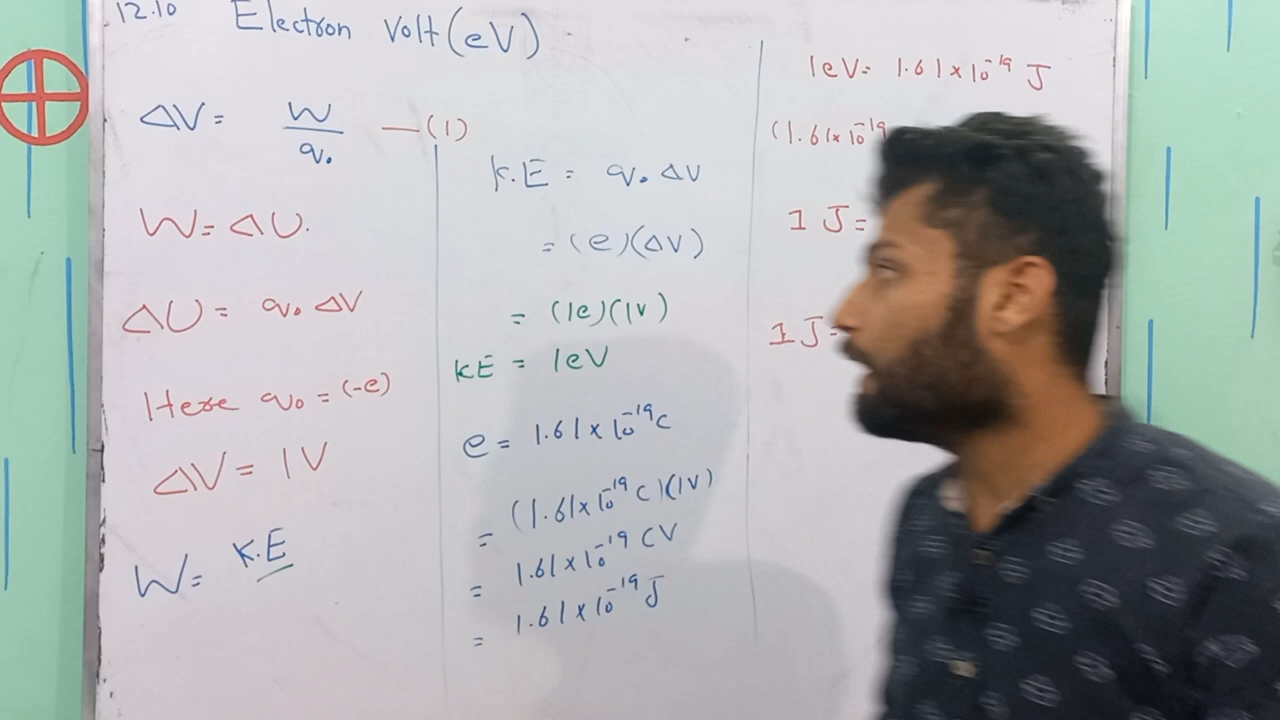 12.10 Electron Volt(eV)
ΔV= W/q₀ —(1)
W=ΔU.
ΔU= q₀ ΔV
Here q₀ = (-e)
ΔV= 1V
W= K.E
K.E= q₀ ΔV
=(e)(ΔV)
= (1e)(1V)
KE = 1eV
e= 1.61×10⁻¹⁹C
= (1.61×10⁻¹⁹ C)(1V)
= 1.61×10⁻¹⁹ CV
= 1.61×10⁻¹⁹ J
1eV= 1.61×10⁻¹⁹ J
(1.61×10⁻¹⁹
1 J=
1 J=